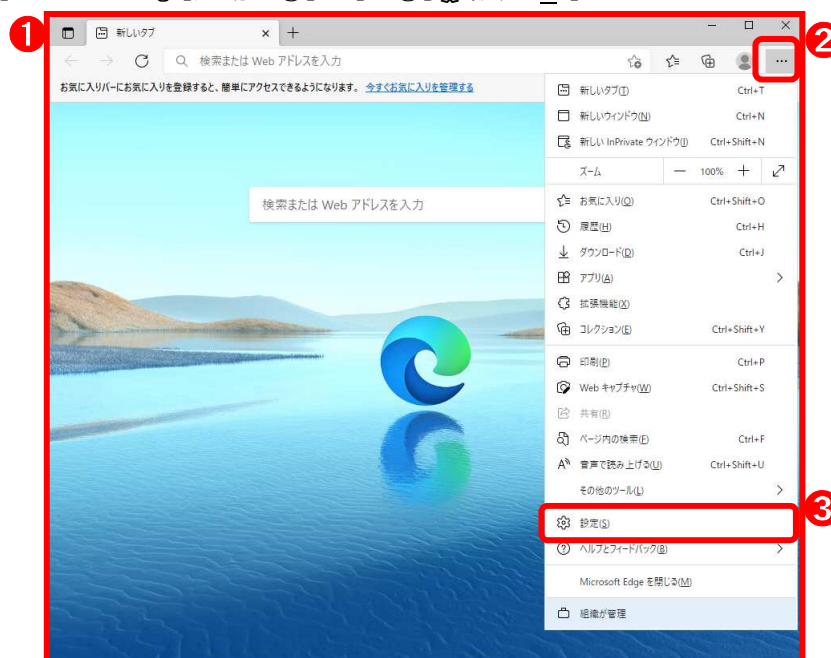 ❶
新しいタブ
❷
検索または Web アドレスを入力
お気に入りバーにお気に入りを登録すると、簡単にアクセスできるようになります。 今すぐお気に入りを管理する
検索または Web アドレスを入力
新しいタブ(T) Ctrl+T
新しいウィンドウ(N) Ctrl+N
新しい InPrivate ウィンドウ(I) Ctrl+Shift+N
ズーム 100%
お気に入り(O) Ctrl+Shift+O
履歴(H) Ctrl+H
ダウンロード(D) Ctrl+J
アプリ(A)
拡張機能(X)
コレクション(E) Ctrl+Shift+Y
印刷(P) Ctrl+P
Web キャプチャ(W) Ctrl+Shift+S
共有(R)
ページ内の検索(F) Ctrl+F
音声で読み上げる(U) Ctrl+Shift+U
その他のツール(L)
❸
設定(S)
ヘルプとフィードバック(B)
Microsoft Edge を閉じる(M)
組織が管理